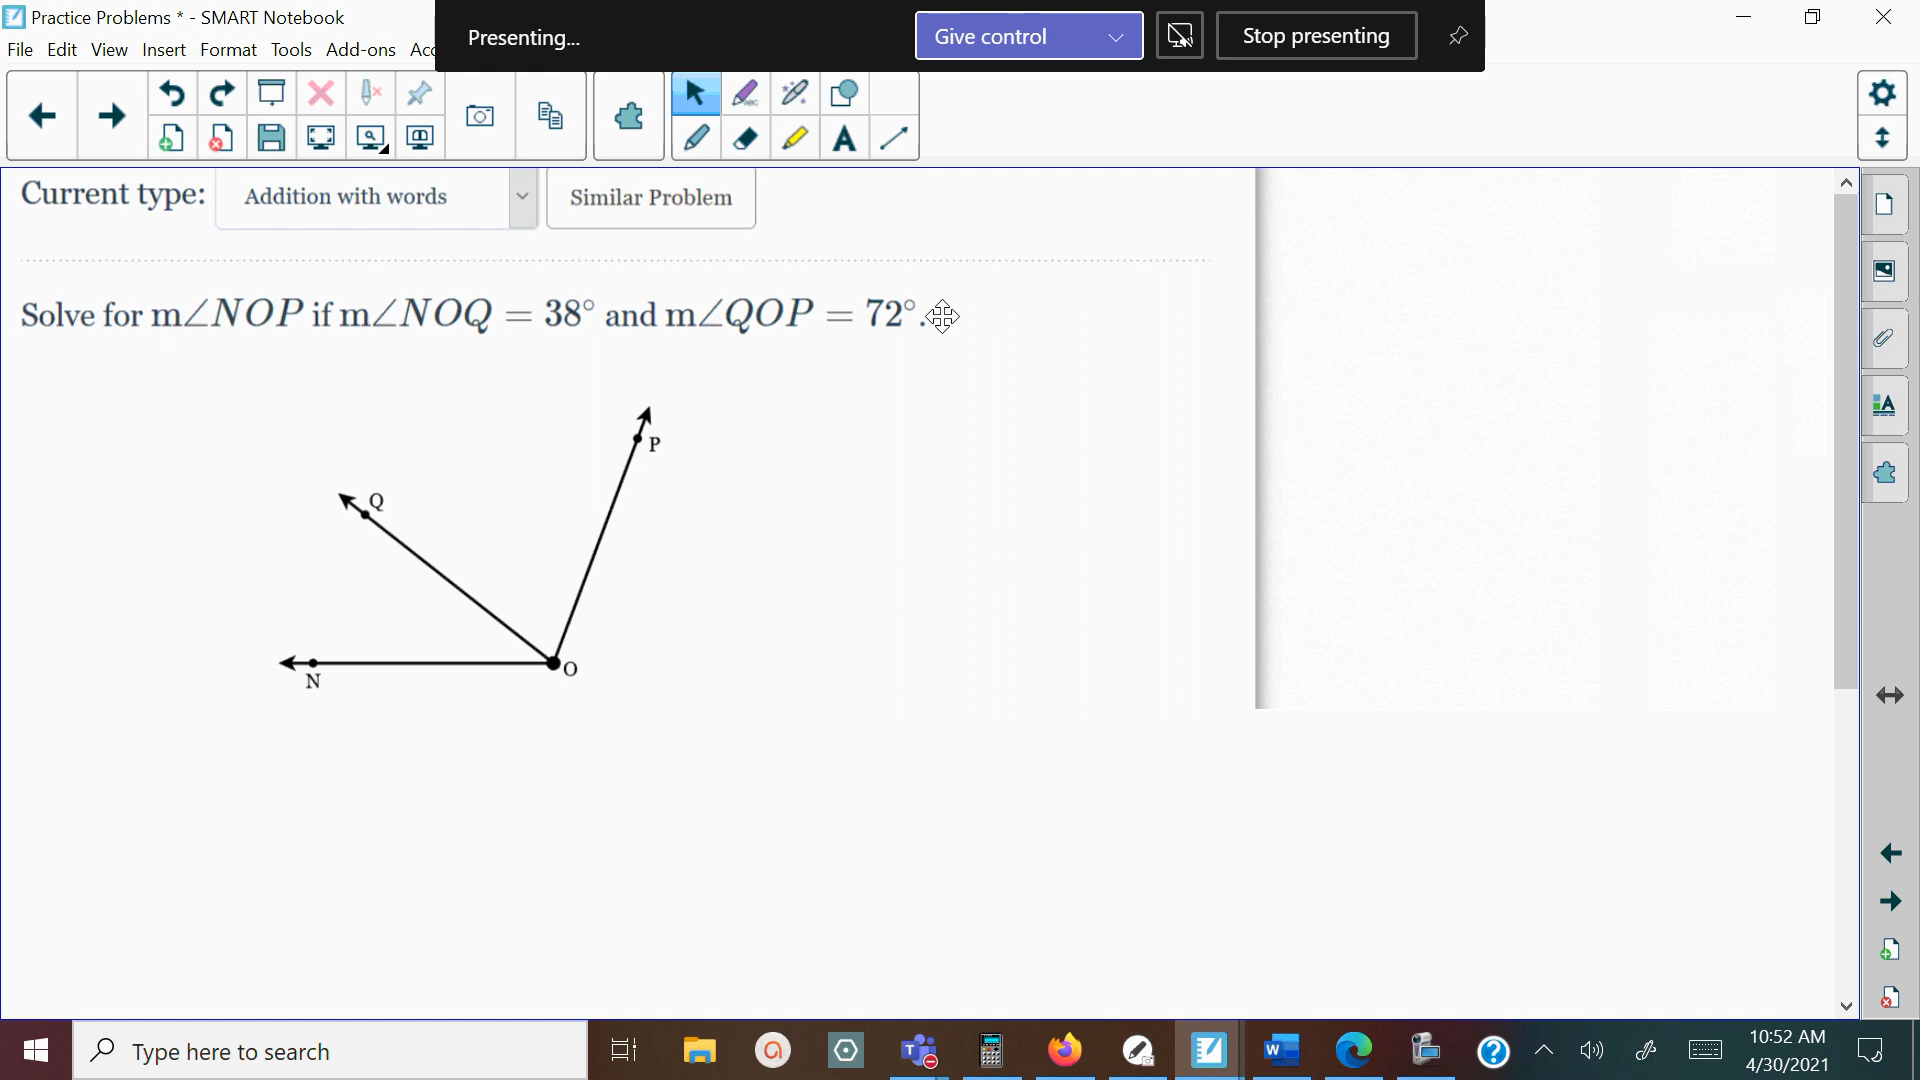 Practice Problems * - SMART Notebook
File Edit View Insert Format Tools Add-ons Acc
Presenting...
Give control
Stop presenting
Current type:
Addition with words
Similar Problem
Solve for m∠NOP if m∠NOQ = 38° and m∠QOP = 72°.
P
Q
N
O
Type here to search
10:52 AM
4/30/2021